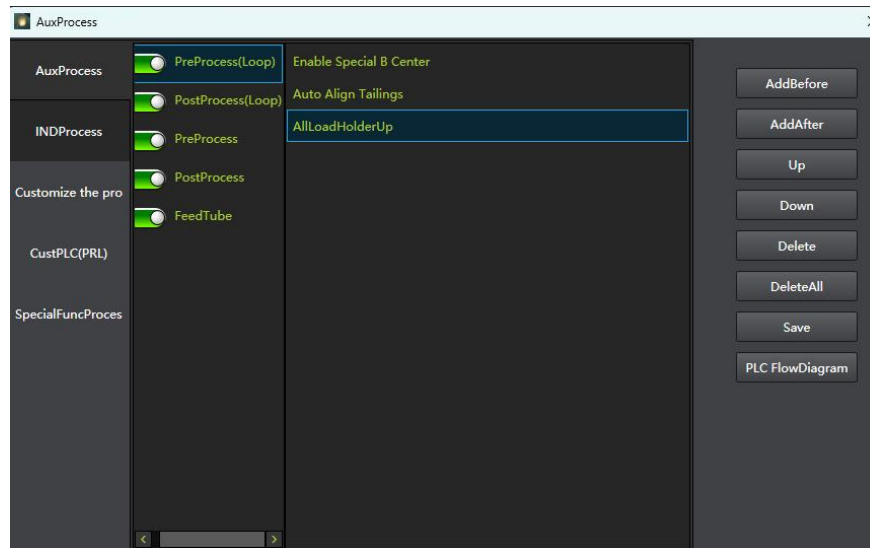 AuxProcess
AuxProcess
INDProcess
Customize the pro
CustPLC(PRL)
SpecialFuncProces
PreProcess(Loop)
PostProcess(Loop)
PreProcess
PostProcess
FeedTube
Enable Special B Center
Auto Align Tailings
AllLoadHolderUp
AddBefore
AddAfter
Up
Down
Delete
DeleteAll
Save
PLC FlowDiagram